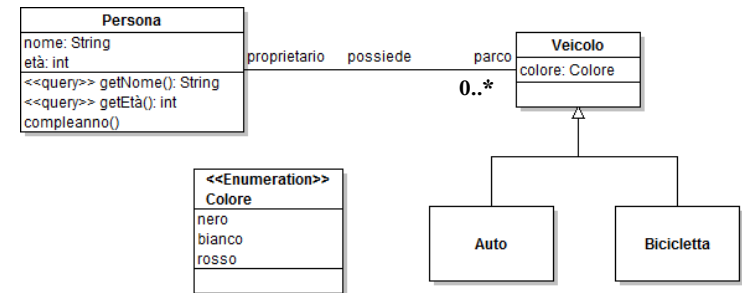 Persona
nome: String
età: int
<<query>> getNome(): String
<<query>> getEtà(): int
compleanno()
proprietario possiede parco
0..*
Veicolo
colore: Colore
<<Enumeration>>
Colore
nero
bianco
rosso
Auto
Bicicletta